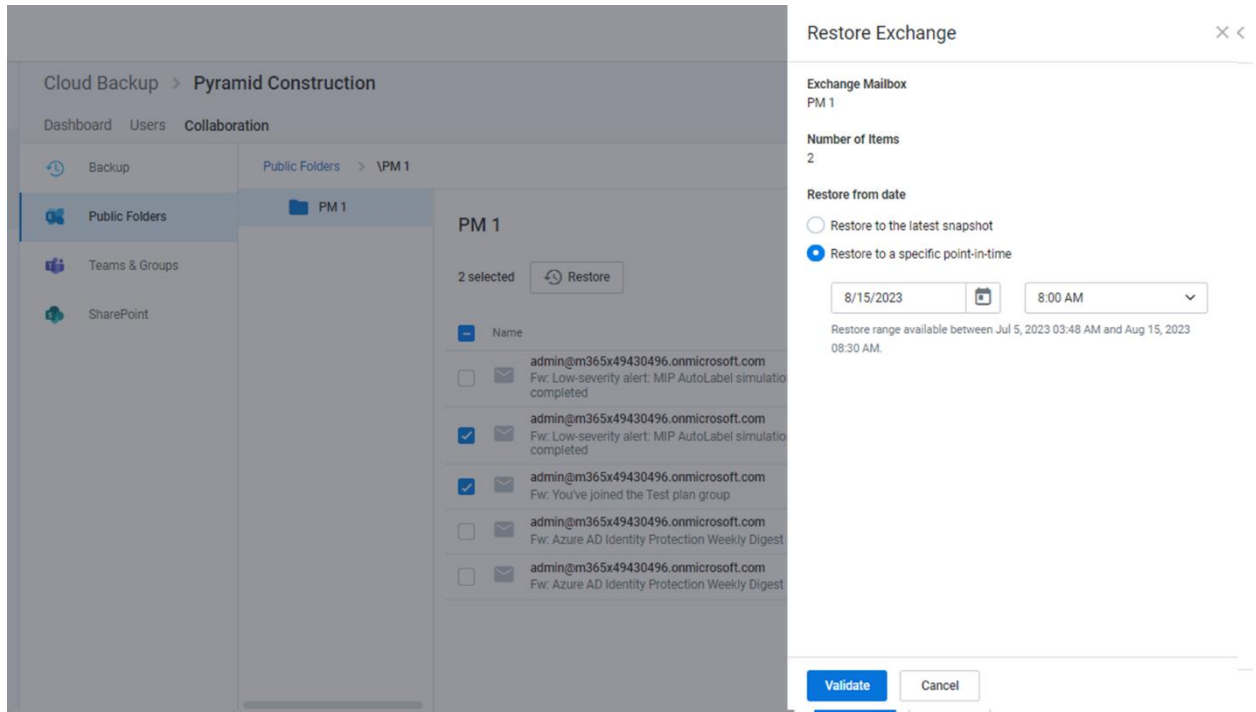 Restore Exchange
Cloud Backup > Pyramid Construction
Dashboard Users Collaboration
Backup
Public Folders
Teams & Groups
SharePoint
Public Folders > \PM 1
PM 1
PM 1
2 selected
Restore
Name
admin@m365x49430496.onmicrosoft.com
Fw: Low-severity alert: MIP AutoLabel simulatio
completed
admin@m365x49430496.onmicrosoft.com
Fw: Low-severity alert: MIP AutoLabel simulatio
completed
admin@m365x49430496.onmicrosoft.com
Fw: You've joined the Test plan group
admin@m365x49430496.onmicrosoft.com
Fw: Azure AD Identity Protection Weekly Digest
admin@m365x49430496.onmicrosoft.com
Fw: Azure AD Identity Protection Weekly Digest
Exchange Mailbox
PM 1
Number of Items
2
Restore from date
Restore to the latest snapshot
Restore to a specific point-in-time
8/15/2023
8:00 AM
Restore range available between Jul 5, 2023 03:48 AM and Aug 15, 2023
08:30 AM.
Validate
Cancel